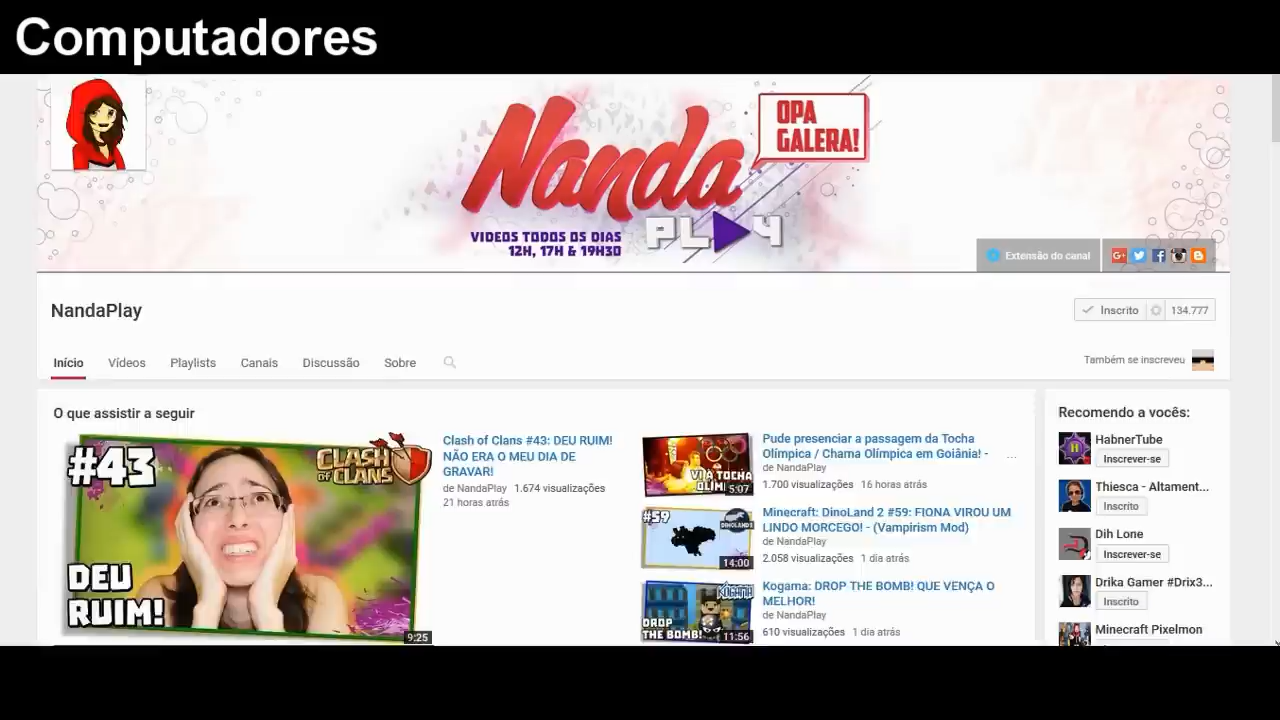 Computadores
Nanda
PLAY
OPA
GALERA!
VIDEOS TODOS OS DIAS
12H, 17H & 19H30
Extensão do canal
NandaPlay
Inscrito 134.777
Início Vídeos Playlists Canais Discussão Sobre
Também se inscreveu
O que assistir a seguir
#43
CLASH
OF CLANS
DEU
RUIM!
9:25
Clash of Clans #43: DEU RUIM!
NÃO ERA O MEU DIA DE
GRAVAR!
de NandaPlay 1.674 visualizações
21 horas atrás
VI A TOCHA
5:07
Pude presenciar a passagem da Tocha
Olímpica / Chama Olímpica em Goiânia! - ...
de NandaPlay
1.700 visualizações 16 horas atrás
#59
DINOLAND2
14:00
Minecraft: DinoLand 2 #59: FIONA VIROU UM
LINDO MORCEGO! - (Vampirism Mod)
de NandaPlay
2.058 visualizações 1 dia atrás
KOGAMA
DROP
THE BOMB!
11:56
Kogama: DROP THE BOMB! QUE VENÇA O
MELHOR!
de NandaPlay
610 visualizações 1 dia atrás
Recomendo a vocês:
HabnerTube
Inscrever-se
Thiesca - Altament...
Inscrito
Dih Lone
Inscrever-se
Drika Gamer #Drix3...
Inscrito
Minecraft Pixelmon